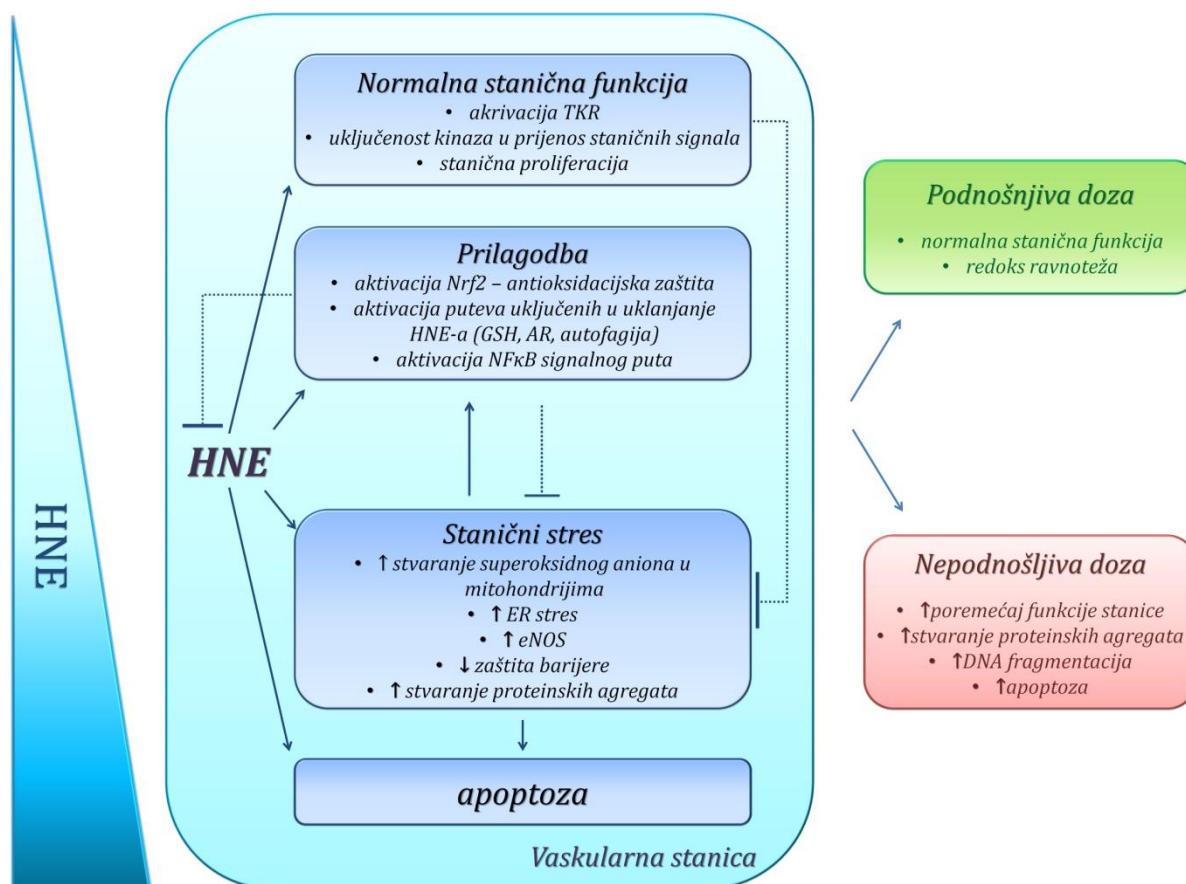 HNE
Normalna stanična funkcija
• akrivacija TKR
• uključenost kinaza u prijenos staničnih signala
• stanična proliferacija
Prilagodba
• aktivacija Nrf2 – antioksidacijska zaštita
• aktivacija puteva uključenih u uklanjanje
HNE-a (GSH, AR, autofagija)
• aktivacija NFκB signalnog puta
HNE
Stanični stres
• ↑ stvaranje superoksidnog aniona u
mitohondrijima
• ↑ ER stres
• ↑ eNOS
• ↓ zaštita barijere
• ↑ stvaranje proteinskih agregata
apoptoza
Vaskularna stanica
Podnošnjiva doza
• normalna stanična funkcija
• redoks ravnoteža
Nepodnošljiva doza
• ↑poremećaj funkcije stanice
• ↑stvaranje proteinskih agregata
• ↑DNA fragmentacija
• ↑apoptoza